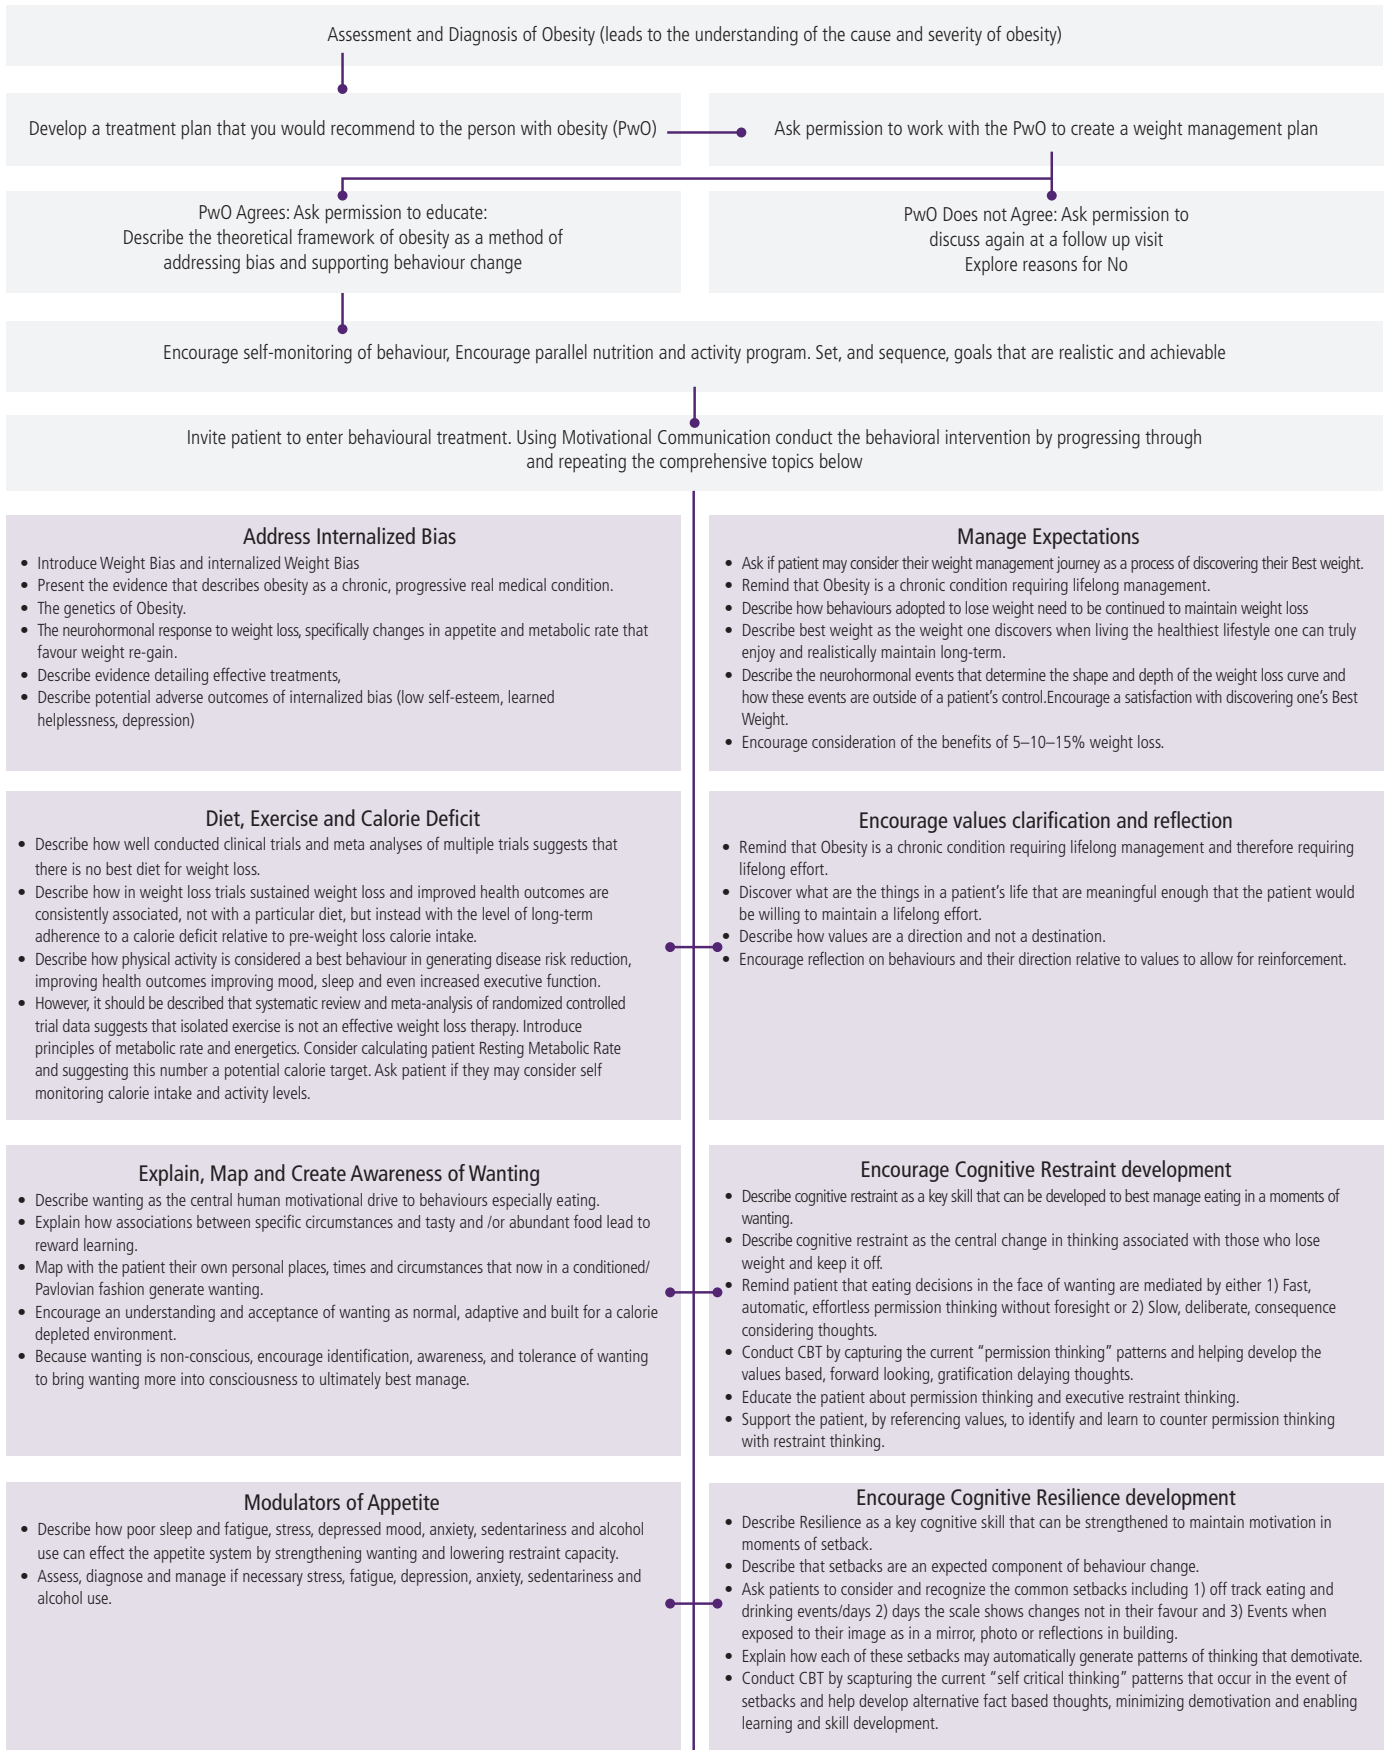 Assessment and Diagnosis of Obesity (leads to the understanding of the cause and severity of obesity)
Develop a treatment plan that you would recommend to the person with obesity (PwO)
Ask permission to work with the PwO to create a weight management plan
PwO Agrees: Ask permission to educate:
Describe the theoretical framework of obesity as a method of
addressing bias and supporting behaviour change
PwO Does not Agree: Ask permission to
discuss again at a follow up visit
Explore reasons for No
Encourage self-monitoring of behaviour, Encourage parallel nutrition and activity program. Set, and sequence, goals that are realistic and achievable
Invite patient to enter behavioural treatment. Using Motivational Communication conduct the behavioral intervention by progressing through
and repeating the comprehensive topics below
Address Internalized Bias
• Introduce Weight Bias and internalized Weight Bias
• Present the evidence that describes obesity as a chronic, progressive real medical condition.
• The genetics of Obesity.
• The neurohormonal response to weight loss, specifically changes in appetite and metabolic rate that
favour weight re-gain.
• Describe evidence detailing effective treatments,
• Describe potential adverse outcomes of internalized bias (low self-esteem, learned
helplessness, depression)
Manage Expectations
• Ask if patient may consider their weight management journey as a process of discovering their Best weight.
• Remind that Obesity is a chronic condition requiring lifelong management.
• Describe how behaviours adopted to lose weight need to be continued to maintain weight loss
• Describe best weight as the weight one discovers when living the healthiest lifestyle one can truly
enjoy and realistically maintain long-term.
• Describe the neurohormonal events that determine the shape and depth of the weight loss curve and
how these events are outside of a patient's control.Encourage a satisfaction with discovering one's Best
Weight.
• Encourage consideration of the benefits of 5–10–15% weight loss.
Diet, Exercise and Calorie Deficit
• Describe how well conducted clinical trials and meta analyses of multiple trials suggests that
there is no best diet for weight loss.
• Describe how in weight loss trials sustained weight loss and improved health outcomes are
consistently associated, not with a particular diet, but instead with the level of long-term
adherence to a calorie deficit relative to pre-weight loss calorie intake.
• Describe how physical activity is considered a best behaviour in generating disease risk reduction,
improving health outcomes improving mood, sleep and even increased executive function.
• However, it should be described that systematic review and meta-analysis of randomized controlled
trial data suggests that isolated exercise is not an effective weight loss therapy. Introduce
principles of metabolic rate and energetics. Consider calculating patient Resting Metabolic Rate
and suggesting this number a potential calorie target. Ask patient if they may consider self
monitoring calorie intake and activity levels.
Encourage values clarification and reflection
• Remind that Obesity is a chronic condition requiring lifelong management and therefore requiring
lifelong effort.
• Discover what are the things in a patient's life that are meaningful enough that the patient would
be willing to maintain a lifelong effort.
• Describe how values are a direction and not a destination.
• Encourage reflection on behaviours and their direction relative to values to allow for reinforcement.
Explain, Map and Create Awareness of Wanting
• Describe wanting as the central human motivational drive to behaviours especially eating.
• Explain how associations between specific circumstances and tasty and /or abundant food lead to
reward learning.
• Map with the patient their own personal places, times and circumstances that now in a conditioned/
Pavlovian fashion generate wanting.
• Encourage an understanding and acceptance of wanting as normal, adaptive and built for a calorie
depleted environment.
• Because wanting is non-conscious, encourage identification, awareness, and tolerance of wanting
to bring wanting more into consciousness to ultimately best manage.
Encourage Cognitive Restraint development
• Describe cognitive restraint as a key skill that can be developed to best manage eating in a moments of
wanting.
• Describe cognitive restraint as the central change in thinking associated with those who lose
weight and keep it off.
• Remind patient that eating decisions in the face of wanting are mediated by either 1) Fast,
automatic, effortless permission thinking without foresight or 2) Slow, deliberate, consequence
considering thoughts.
• Conduct CBT by capturing the current "permission thinking" patterns and helping develop the
values based, forward looking, gratification delaying thoughts.
• Educate the patient about permission thinking and executive restraint thinking.
• Support the patient, by referencing values, to identify and learn to counter permission thinking
with restraint thinking.
Modulators of Appetite
• Describe how poor sleep and fatigue, stress, depressed mood, anxiety, sedentariness and alcohol
use can effect the appetite system by strengthening wanting and lowering restraint capacity.
• Assess, diagnose and manage if necessary stress, fatigue, depression, anxiety, sedentariness and
alcohol use.
Encourage Cognitive Resilience development
• Describe Resilience as a key cognitive skill that can be strengthened to maintain motivation in
moments of setback.
• Describe that setbacks are an expected component of behaviour change.
• Ask patients to consider and recognize the common setbacks including 1) off track eating and
drinking events/days 2) days the scale shows changes not in their favour and 3) Events when
exposed to their image as in a mirror, photo or reflections in building.
• Explain how each of these setbacks may automatically generate patterns of thinking that demotivate.
• Conduct CBT by scapturing the current "self critical thinking" patterns that occur in the event of
setbacks and help develop alternative fact based thoughts, minimizing demotivation and enabling
learning and skill development.